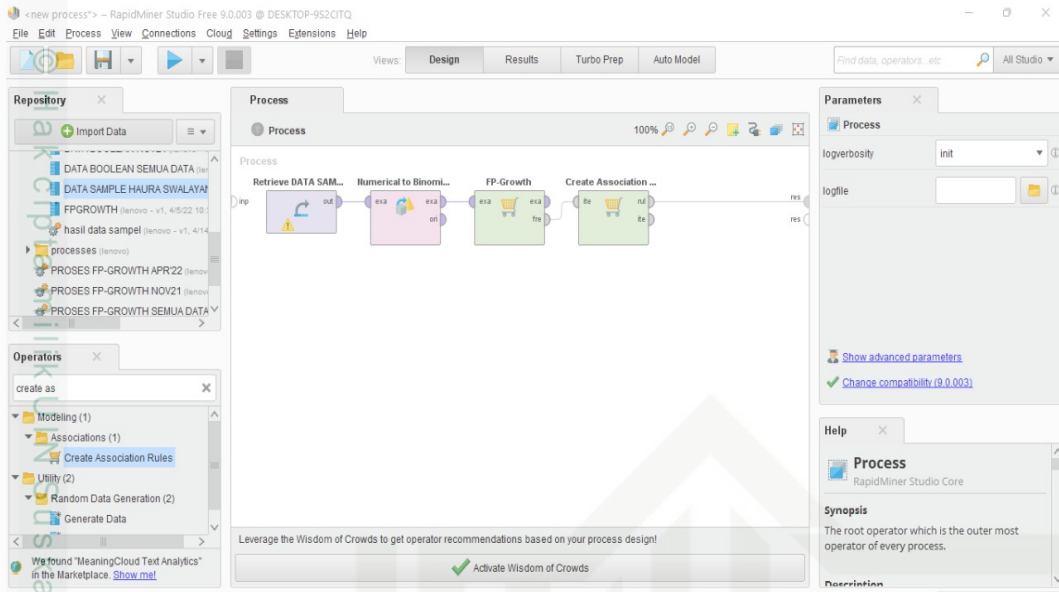 <new process*> – RapidMiner Studio Free 9.0.003 @ DESKTOP-9S2CITQ
File Edit Process View Connections Cloud Settings Extensions Help
Views: Design Results Turbo Prep Auto Model
Find data, operators...etc
All Studio
Repository
Import Data
DATA BOOLEAN SEMUA DATA
DATA SAMPLE HAURA SWALAYAN
FPGROWTH (lenovo – v1, 4/5/22 10:
hasil data sampel (lenovo – v1, 4/14
processes (lenovo)
PROSES FP-GROWTH APR'22 (lenov
PROSES FP-GROWTH NOV21 (lenov
PROSES FP-GROWTH SEMUA DATA
Operators
create as
Modeling (1)
Associations (1)
Create Association Rules
Utility (2)
Random Data Generation (2)
Generate Data
We found "MeaningCloud Text Analytics"
in the Marketplace. Show me!
Process
Process
100%
Process
Retrieve DATA SAM... Numerical to Binomi... FP-Growth Create Association ...
inp out exa exa exa exa ite rul res
ori fre ite res
Leverage the Wisdom of Crowds to get operator recommendations based on your process design!
Activate Wisdom of Crowds
Parameters
Process
logverbosity init
logfile
Show advanced parameters
Change compatibility (9.0.003)
Help
Process
RapidMiner Studio Core
Synopsis
The root operator which is the outer most
operator of every process.
Description
© Hak cipta milik UIN Suska